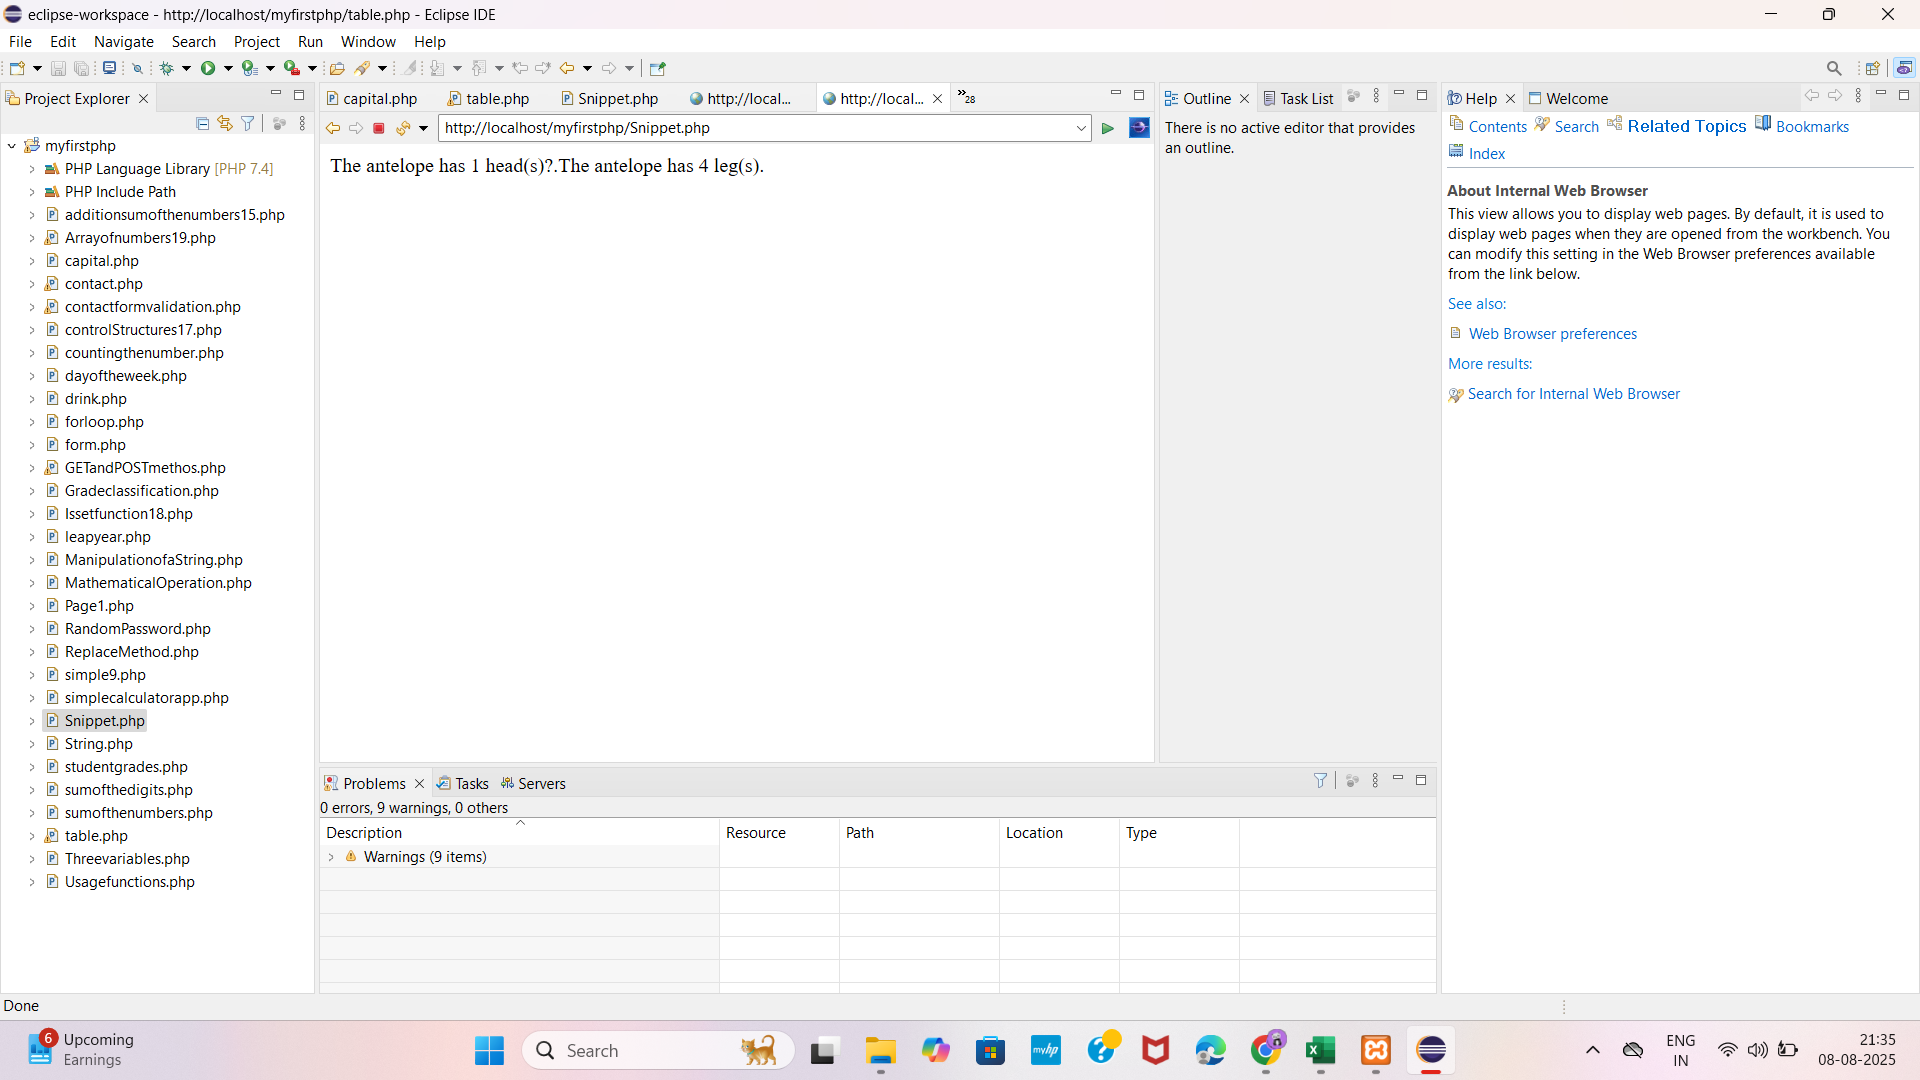 eclipse-workspace - http://localhost/myfirstphp/table.php - Eclipse IDE
File Edit Navigate Search Project Run Window Help
Project Explorer
myfirstphp
PHP Language Library [PHP 7.4]
PHP Include Path
additionsumofthenumbers15.php
Arrayofnumbers19.php
capital.php
contact.php
contactformvalidation.php
controlStructures17.php
countingthenumber.php
dayoftheweek.php
drink.php
forloop.php
form.php
GETandPOSTmethos.php
Gradeclassification.php
Issetfunction18.php
leapyear.php
ManipulationofaString.php
MathematicalOperation.php
Page1.php
RandomPassword.php
ReplaceMethod.php
simple9.php
simplecalculatorapp.php
Snippet.php
String.php
studentgrades.php
sumofthedigits.php
sumofthenumbers.php
table.php
Threevariables.php
Usagefunctions.php
capital.php table.php Snippet.php http://local... http://local... »28
http://localhost/myfirstphp/Snippet.php
The antelope has 1 head(s)?.The antelope has 4 leg(s).
Outline Task List
There is no active editor that provides
an outline.
Help Welcome
Contents Search Related Topics Bookmarks
Index
About Internal Web Browser
This view allows you to display web pages. By default, it is used to
display web pages when they are opened from the workbench. You
can modify this setting in the Web Browser preferences available
from the link below.
See also:
Web Browser preferences
More results:
Search for Internal Web Browser
Problems Tasks Servers
0 errors, 9 warnings, 0 others
Description Resource Path Location Type
Warnings (9 items)
Done
6 Upcoming
Earnings
Search
myhp
ENG
IN
21:35
08-08-2025